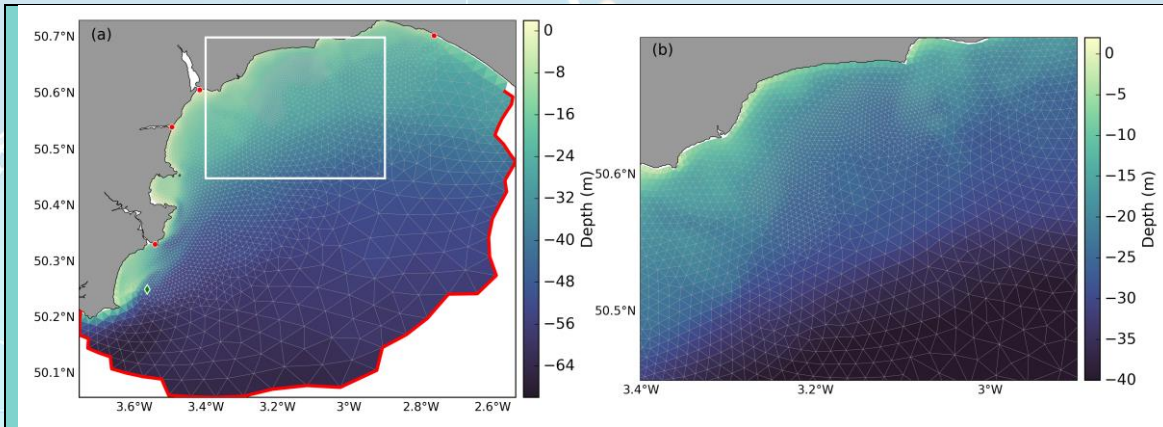 (a)
50.7°N
50.6°N
50.5°N
50.4°N
50.3°N
50.2°N
50.1°N
3.6°W 3.4°W 3.2°W 3°W 2.8°W 2.6°W
0
−8
−16
−24
−32
−40
−48
−56
−64
Depth (m)
(b)
50.6°N
50.5°N
3.4°W 3.2°W 3°W
0
−5
−10
−15
−20
−25
−30
−35
−40
Depth (m)